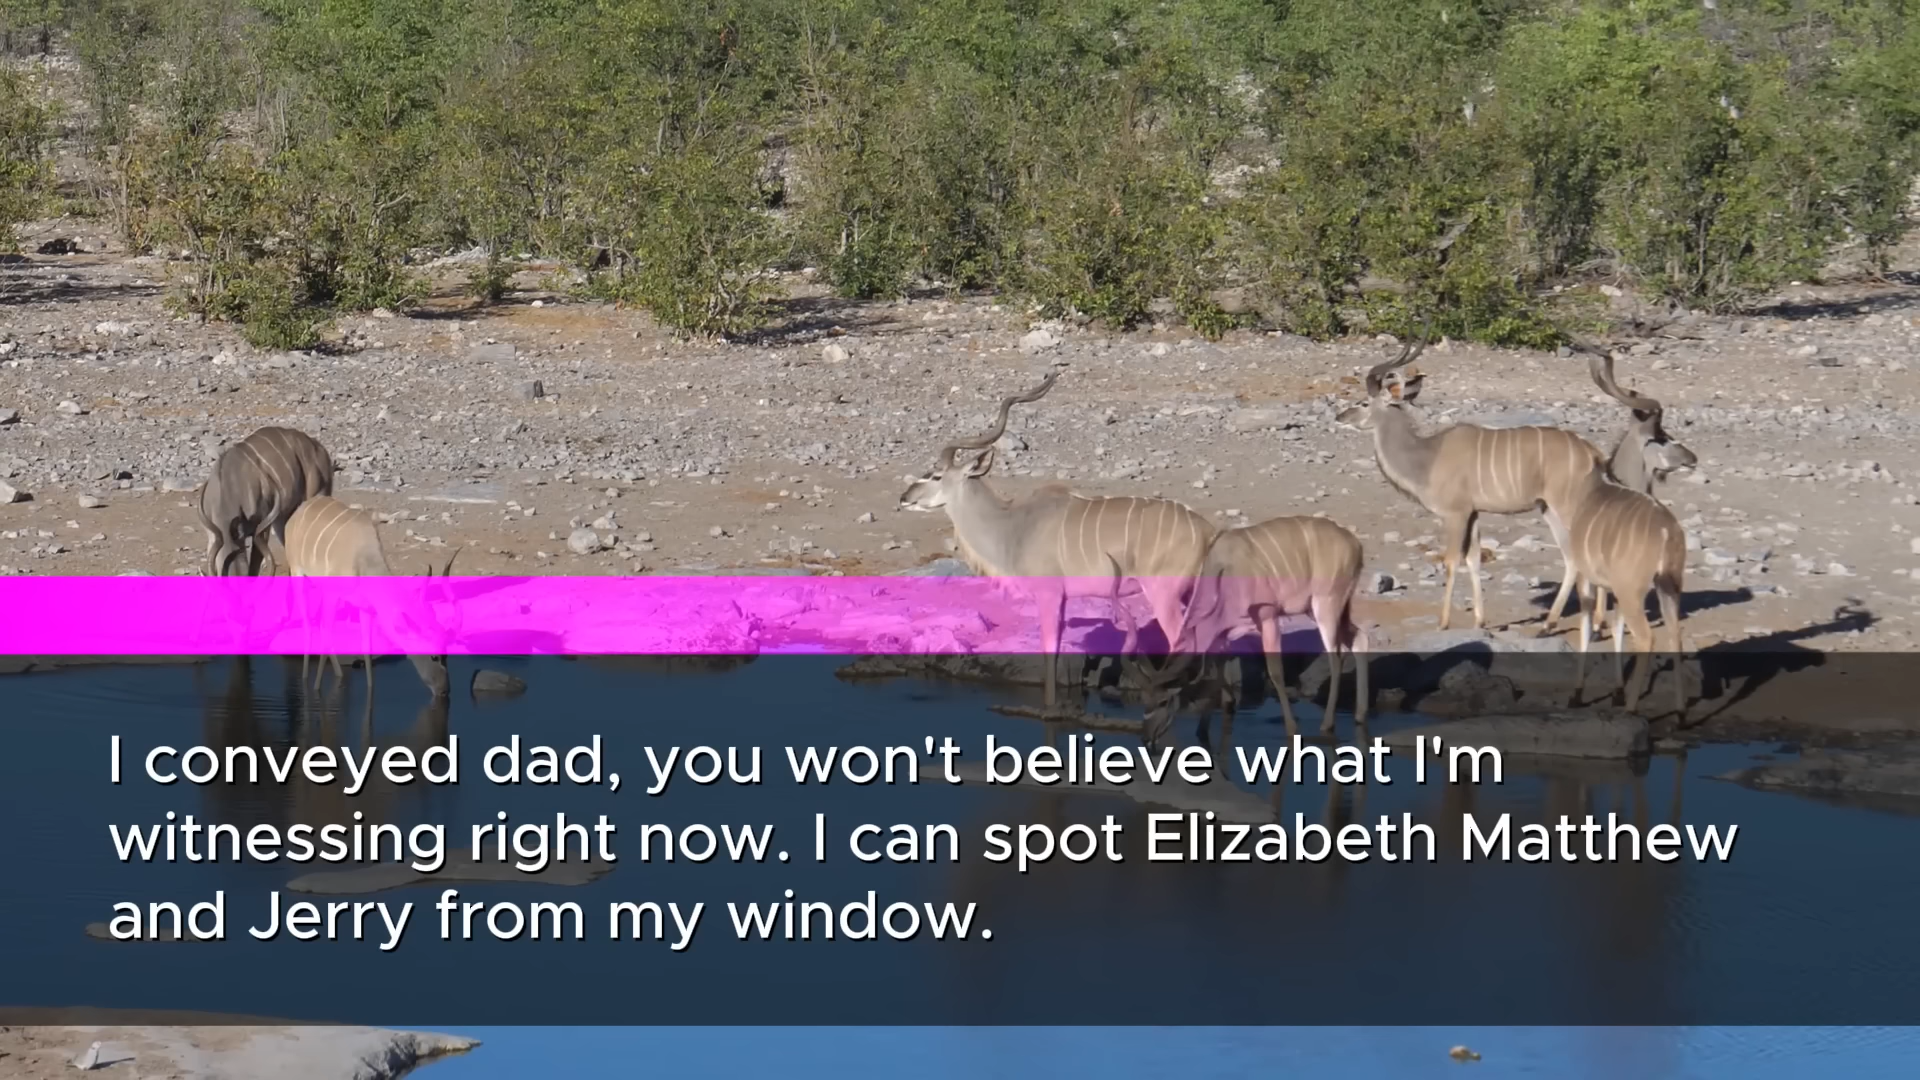 I conveyed dad, you won't believe what I'm
witnessing right now. I can spot Elizabeth Matthew
and Jerry from my window.